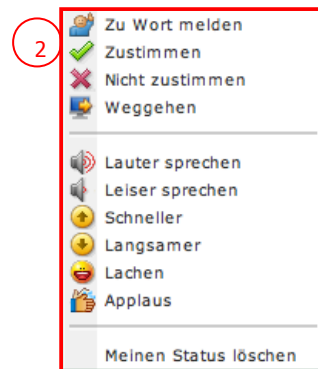 2
Zu Wort melden
Zustimmen
Nicht zustimmen
Weggehen
Lauter sprechen
Leiser sprechen
Schneller
Langsamer
Lachen
Applaus
Meinen Status löschen